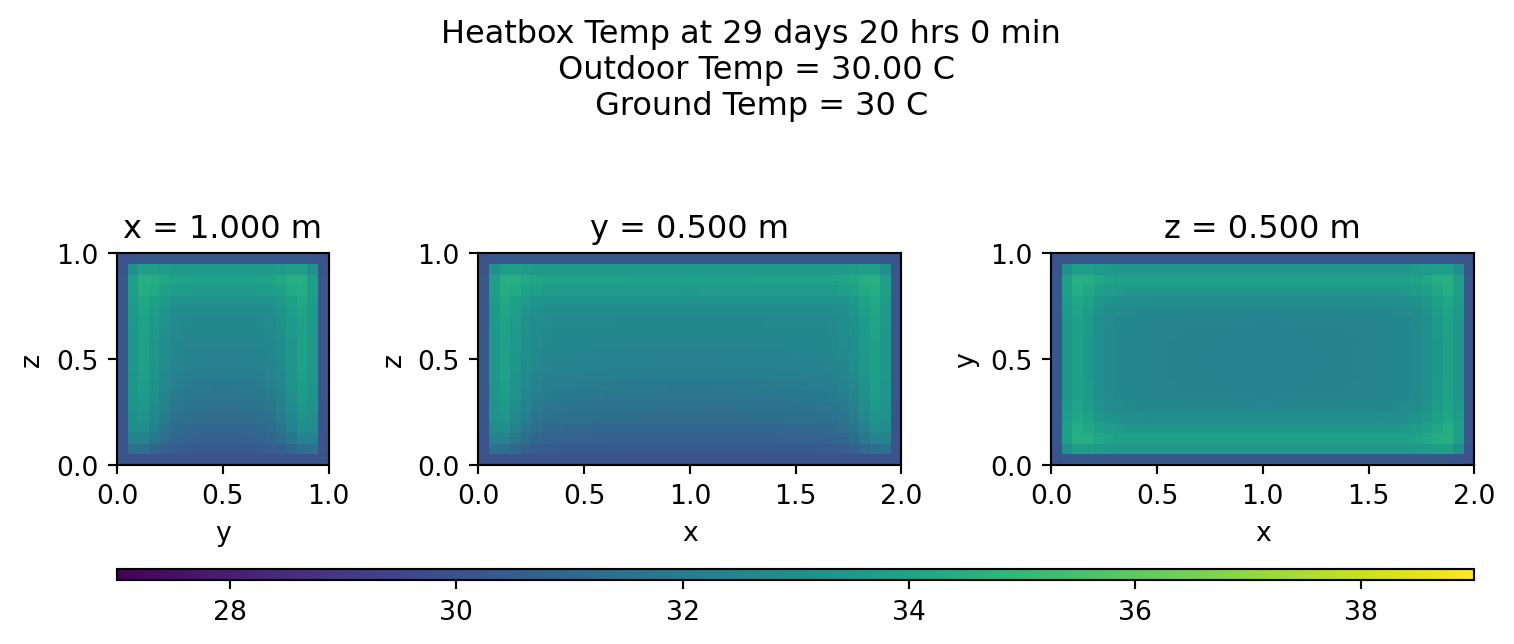 Heatbox Temp at 29 days 20 hrs 0 min
Outdoor Temp = 30.00 C
Ground Temp = 30 C
x = 1.000 m
y = 0.500 m
z = 0.500 m
1.0
0.5
0.0
z
0.0 0.5 1.0
y
1.0
0.5
0.0
z
0.0 0.5 1.0 1.5 2.0
x
1.0
0.5
0.0
y
0.0 0.5 1.0 1.5 2.0
x
28 30 32 34 36 38